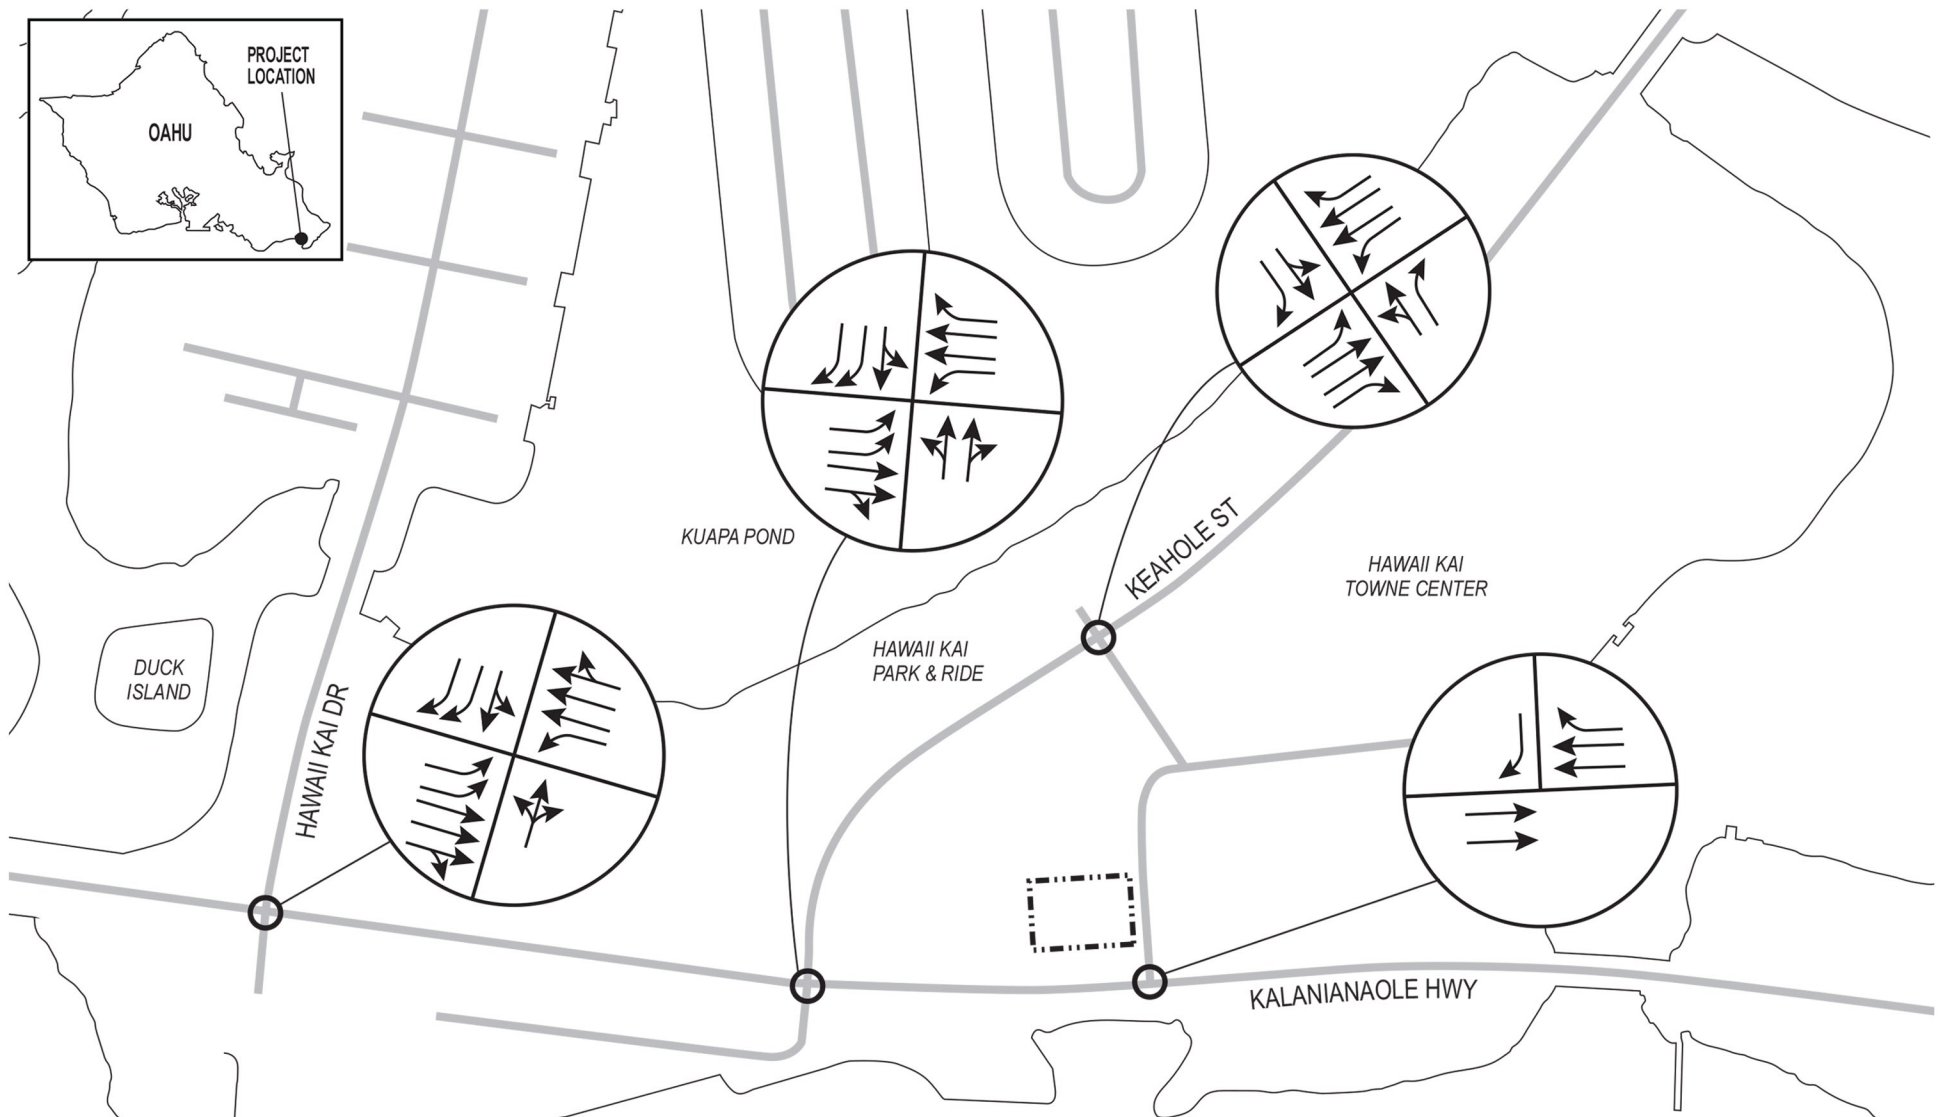 PROJECT
LOCATION
OAHU
KUAPA POND
KEAHOLE ST
HAWAII KAI
TOWNE CENTER
HAWAII KAI
PARK & RIDE
DUCK
ISLAND
HAWAII KAI DR
KALANIANAOLE HWY